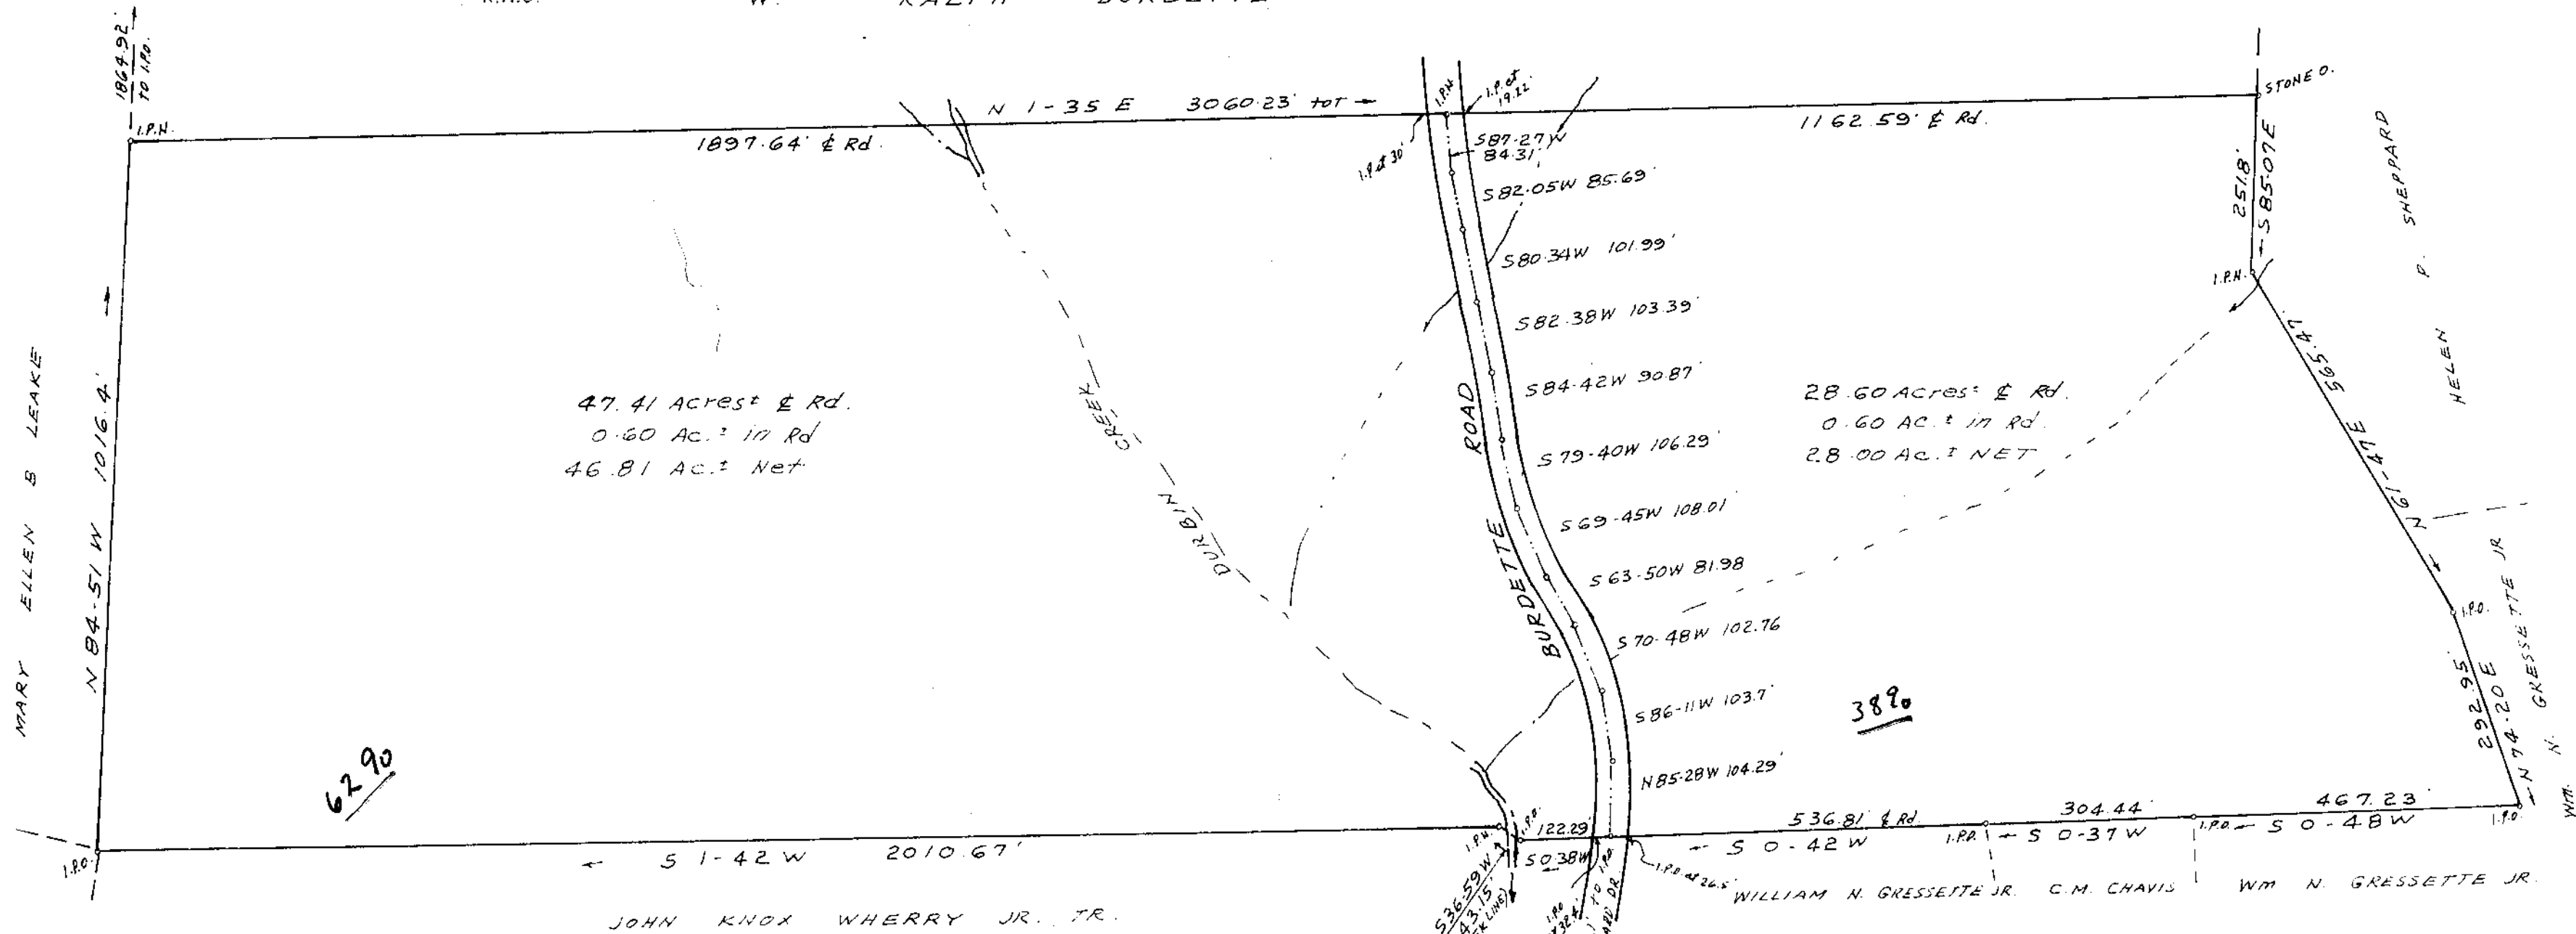 W. RALPH BURDETTE
1864.92'
TO I.P.O.
I.P.N.
N 1-35 E 3060.23' tot
1897.64' ℄ Rd.
I.P.N.
I.P. at
19.22'
I.P. at 30'
1162.59' ℄ Rd.
STONE O.
S87-27W
84.31'
S82-05W 85.69'
S80-34W 101.99'
S82-38W 103.39'
S84-42W 90.87'
S79-40W 106.29'
S69-45W 108.01'
S63-50W 81.98
S70-48W 102.76
S86-11W 103.7'
N85-28W 104.29'
251.8'
S85-07E
I.P.N.
HELEN P. SHEPPARD
N 61-47E 565.47'
I.P.O.
292.95'
N 74-20E
WM. N. GRESSETTE JR
MARY ELLEN B LEAKE
N 84-51 W 1016.4'
47.41 Acres± ℄ Rd.
0.60 Ac.± in Rd
46.81 Ac.± Net
DURBIN CREEK
BURDETTE ROAD
28.60 Acres± ℄ Rd.
0.60 Ac.± in Rd.
28.00 Ac.± NET
62%
38%
I.P.O.
S 1-42 W 2010.67'
I.P.N.
I.P.O.
122.29'
S 0-38W
536.81' ℄ Rd.
S 0-42 W
I.P.O.
304.44'
S 0-37 W
I.P.O.
467.23'
S 0-48 W
I.P.O.
I.P.O. at 26.5'
S36-59W
43.15'
JOHN KNOX WHERRY JR. TR.
WILLIAM N. GRESSETTE JR.
C.M. CHAVIS
WM N. GRESSETTE JR.